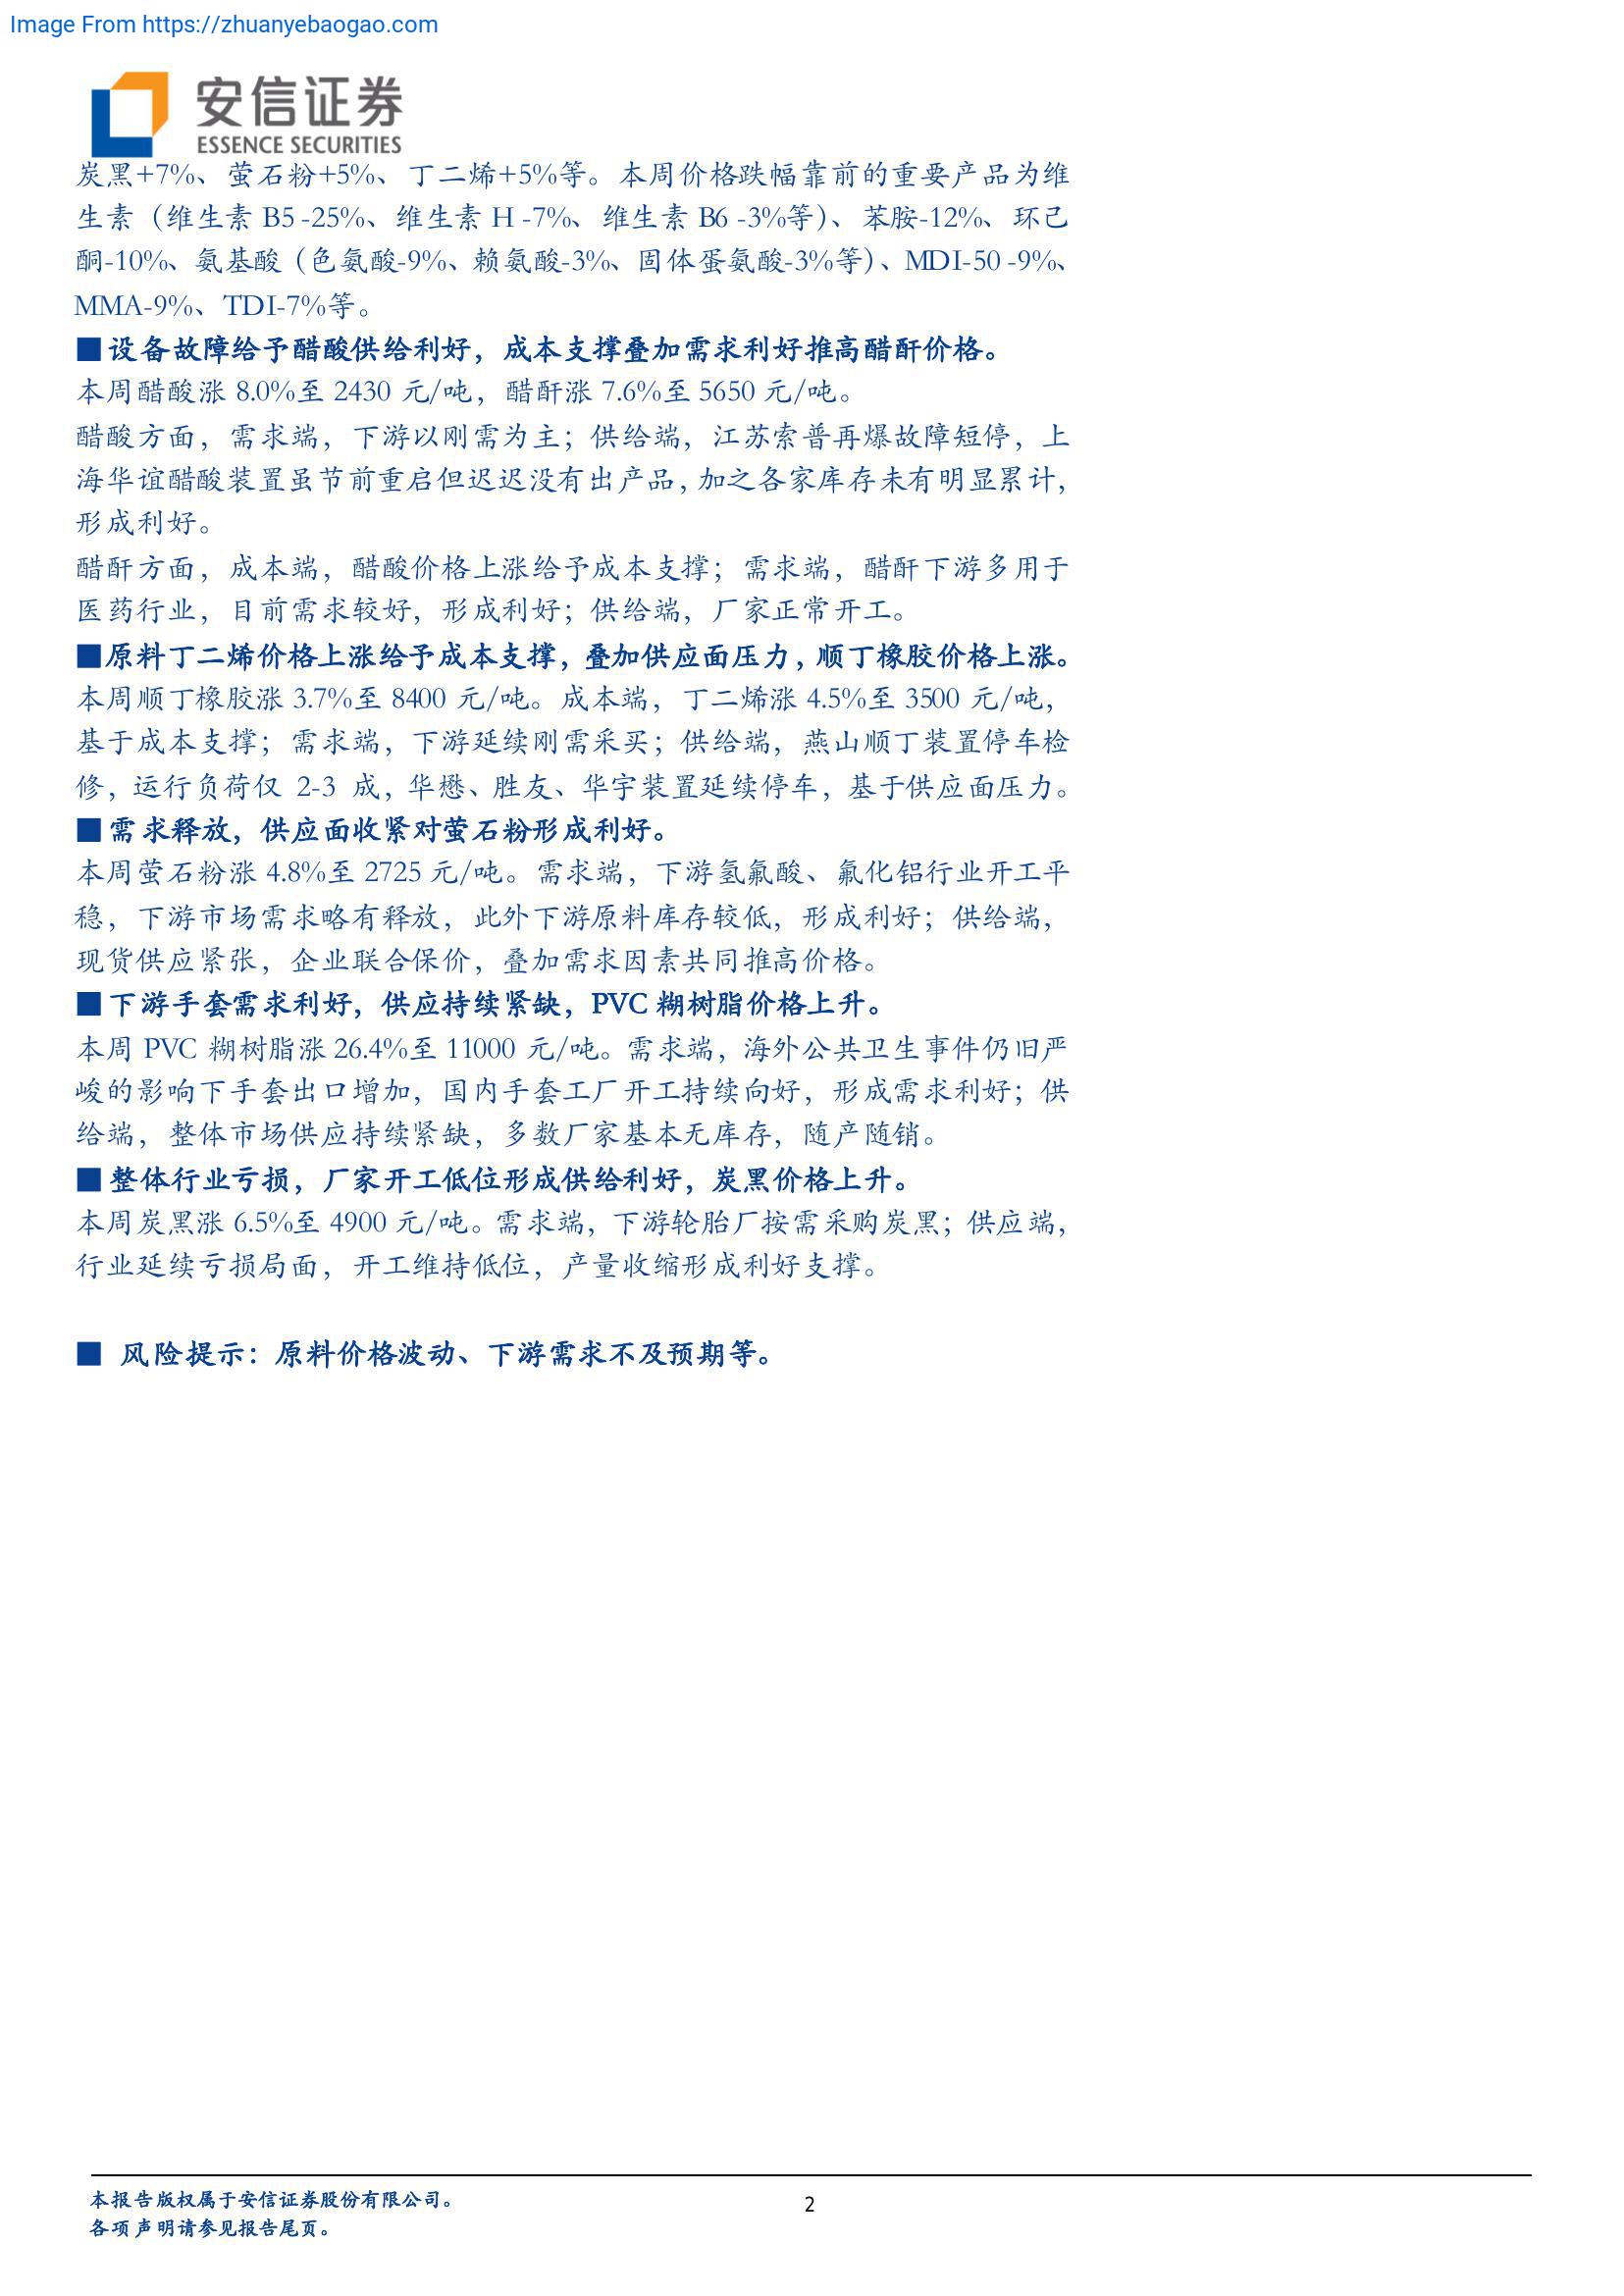 Image From https://zhuanyebaogao.com
安信证券
ESSENCE SECURITIES
炭黑+7%、萤石粉+5%、丁二烯+5%等。本周价格跌幅靠前的重要产品为维
生素（维生素 B5 -25%、维生素 H -7%、维生素 B6 -3%等）、苯胺-12%、环己
酮-10%、氨基酸（色氨酸-9%、赖氨酸-3%、固体蛋氨酸-3%等）、MDI-50 -9%、
MMA-9%、TDI-7%等。
■设备故障给予醋酸供给利好，成本支撑叠加需求利好推高醋酐价格。
本周醋酸涨 8.0%至 2430 元/吨，醋酐涨 7.6%至 5650 元/吨。
醋酸方面，需求端，下游以刚需为主；供给端，江苏索普再爆故障短停，上
海华谊醋酸装置虽节前重启但迟迟没有出产品，加之各家库存未有明显累计，
形成利好。
醋酐方面，成本端，醋酸价格上涨给予成本支撑；需求端，醋酐下游多用于
医药行业，目前需求较好，形成利好；供给端，厂家正常开工。
■原料丁二烯价格上涨给予成本支撑，叠加供应面压力，顺丁橡胶价格上涨。
本周顺丁橡胶涨 3.7%至 8400 元/吨。成本端，丁二烯涨 4.5%至 3500 元/吨，
基于成本支撑；需求端，下游延续刚需采买；供给端，燕山顺丁装置停车检
修，运行负荷仅 2-3 成，华懋、胜友、华宇装置延续停车，基于供应面压力。
■需求释放，供应面收紧对萤石粉形成利好。
本周萤石粉涨 4.8%至 2725 元/吨。需求端，下游氢氟酸、氟化铝行业开工平
稳，下游市场需求略有释放，此外下游原料库存较低，形成利好；供给端，
现货供应紧张，企业联合保价，叠加需求因素共同推高价格。
■下游手套需求利好，供应持续紧缺，PVC 糊树脂价格上升。
本周 PVC 糊树脂涨 26.4%至 11000 元/吨。需求端，海外公共卫生事件仍旧严
峻的影响下手套出口增加，国内手套工厂开工持续向好，形成需求利好；供
给端，整体市场供应持续紧缺，多数厂家基本无库存，随产随销。
■整体行业亏损，厂家开工低位形成供给利好，炭黑价格上升。
本周炭黑涨 6.5%至 4900 元/吨。需求端，下游轮胎厂按需采购炭黑；供应端，
行业延续亏损局面，开工维持低位，产量收缩形成利好支撑。
■ 风险提示：原料价格波动、下游需求不及预期等。
本报告版权属于安信证券股份有限公司。
2
各项声明请参见报告尾页。